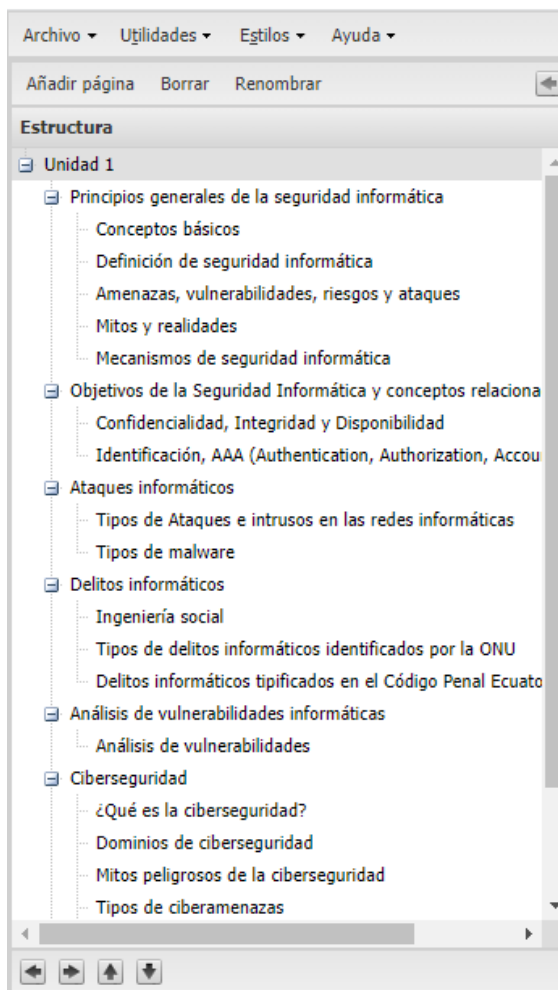 Archivo Utilidades Estilos Ayuda
Añadir página Borrar Renombrar
Estructura
Unidad 1
Principios generales de la seguridad informática
Conceptos básicos
Definición de seguridad informática
Amenazas, vulnerabilidades, riesgos y ataques
Mitos y realidades
Mecanismos de seguridad informática
Objetivos de la Seguridad Informática y conceptos relaciona
Confidencialidad, Integridad y Disponibilidad
Identificación, AAA (Authentication, Authorization, Accou
Ataques informáticos
Tipos de Ataques e intrusos en las redes informáticas
Tipos de malware
Delitos informáticos
Ingeniería social
Tipos de delitos informáticos identificados por la ONU
Delitos informáticos tipificados en el Código Penal Ecuato
Análisis de vulnerabilidades informáticas
Análisis de vulnerabilidades
Ciberseguridad
¿Qué es la ciberseguridad?
Dominios de ciberseguridad
Mitos peligrosos de la ciberseguridad
Tipos de ciberamenazas